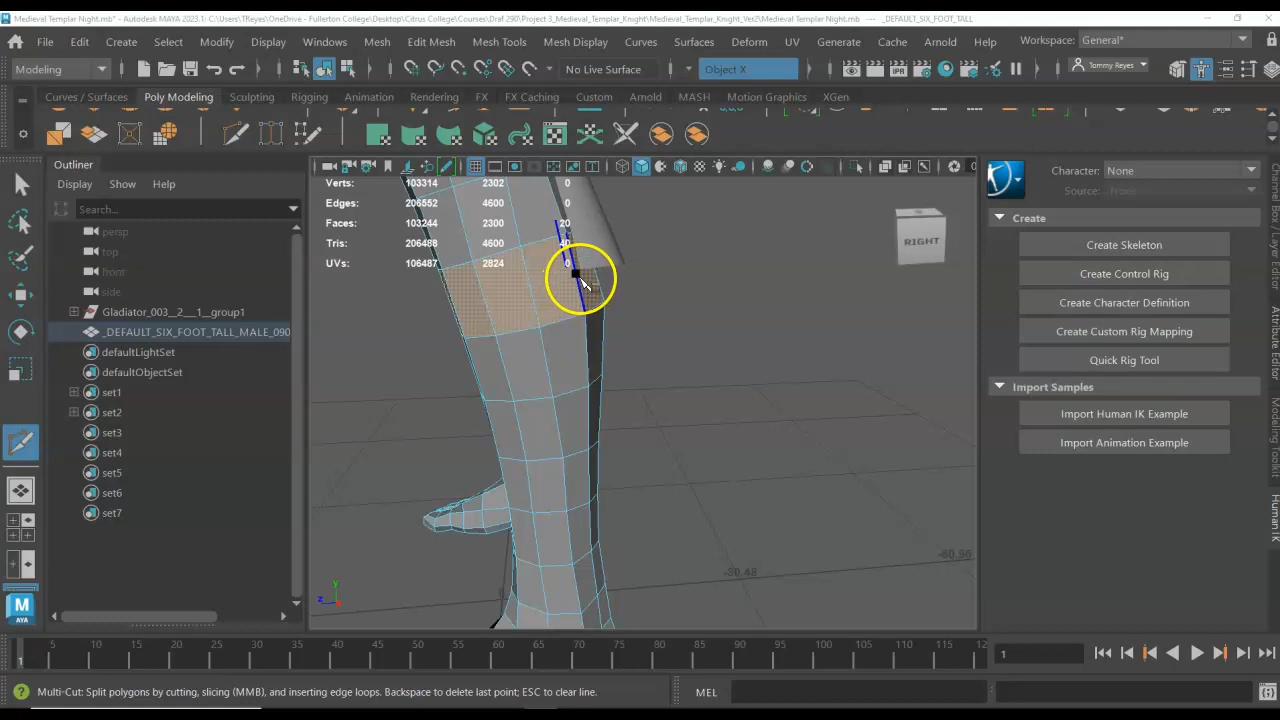 Medieval Templar Night.mb* - Autodesk MAYA 2023.1: C:\Users\TReyes\OneDrive - Fullerton College\Desktop\Citrus College\Courses\Draf 290\Project 3_Medieval_Templar_Knight\Medieval_Templar_Knight_Ver2\Medieval Templar Night.mb --- _DEFAULT_SIX_FOOT_TALL
File Edit Create Select Modify Display Windows Mesh Edit Mesh Mesh Tools Mesh Display Curves Surfaces Deform UV Generate Cache Arnold Help Workspace: General*
Modeling No Live Surface Object X Tommy Reyes
Curves / Surfaces Poly Modeling Sculpting Rigging Animation Rendering FX FX Caching Custom Arnold MASH Motion Graphics XGen
Outliner
Display Show Help
Search...
persp
top
front
side
Gladiator_003__2___1__group1
_DEFAULT_SIX_FOOT_TALL_MALE_090
defaultLightSet
defaultObjectSet
set1
set2
set3
set4
set5
set6
set7
Verts: 103314 2302 0
Edges: 206552 4600 0
Faces: 103244 2300 20
Tris: 206488 4600 40
UVs: 106487 2824 0
RIGHT
y
z
-30.48
-60.96
Character: None
Source:
Create
Create Skeleton
Create Control Rig
Create Character Definition
Create Custom Rig Mapping
Quick Rig Tool
Import Samples
Import Human IK Example
Import Animation Example
Channel Box / Layer Editor
Attribute Editor
Modeling Toolkit
Human IK
M
AYA
5 10 15 20 25 30 35 40 45 50 55 60 65 70 75 80 85 90 95 100 105 110 115 12
1
1
Multi-Cut: Split polygons by cutting, slicing (MMB), and inserting edge loops. Backspace to delete last point; ESC to clear line.
MEL